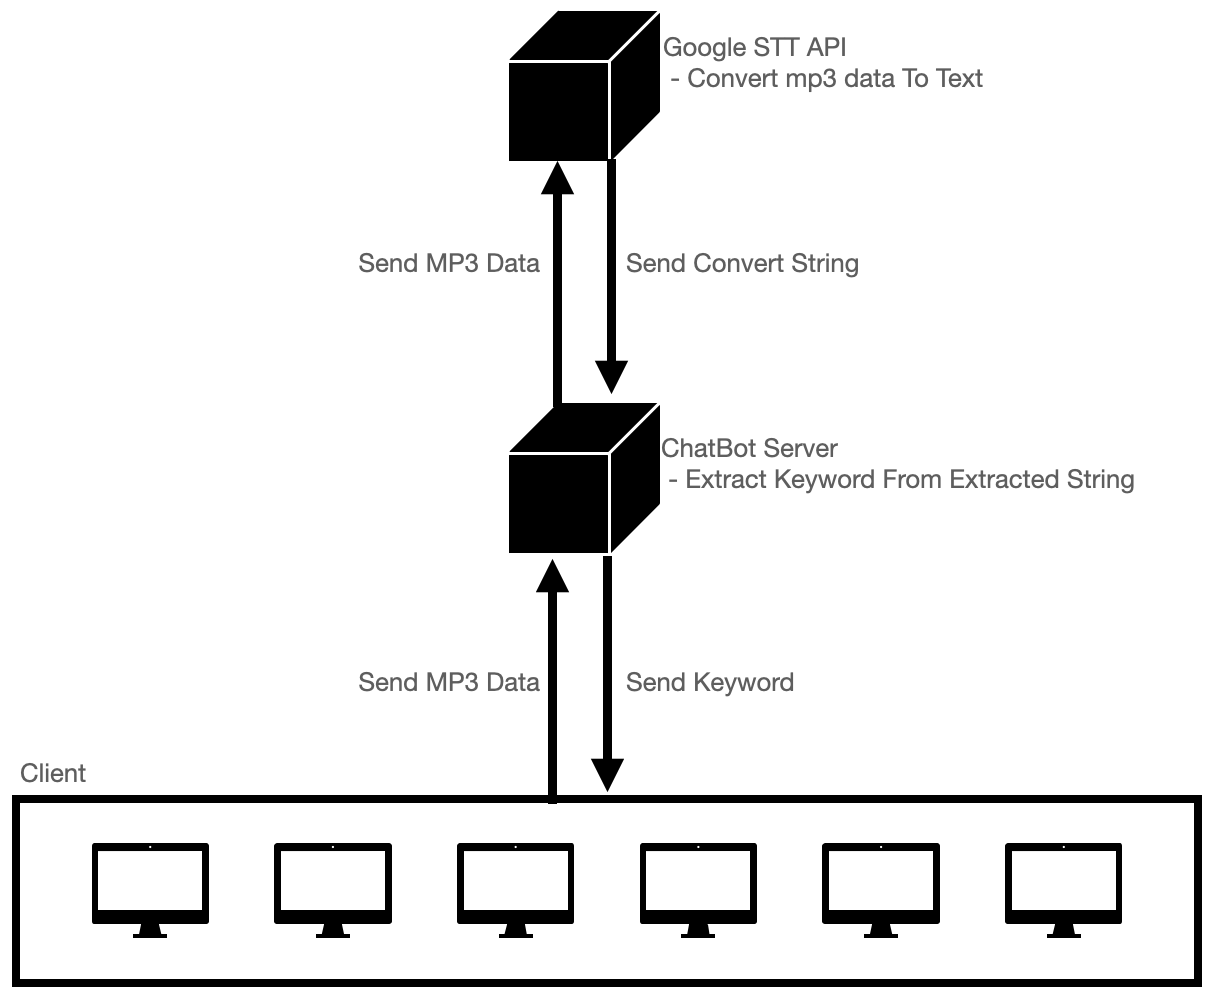 Google STT API
- Convert mp3 data To Text
Send MP3 Data
Send Convert String
ChatBot Server
- Extract Keyword From Extracted String
Send MP3 Data
Send Keyword
Client